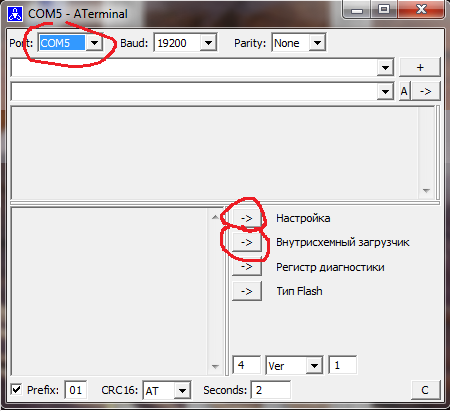 COM5 - ATerminal
Port: COM5 Baud: 19200 Parity: None
+
A ->
-> Настройка
-> Внутрисхемный загрузчик
-> Регистр диагностики
-> Тип Flash
4 Ver 1
Prefix: 01 CRC16: AT Seconds: 2 C